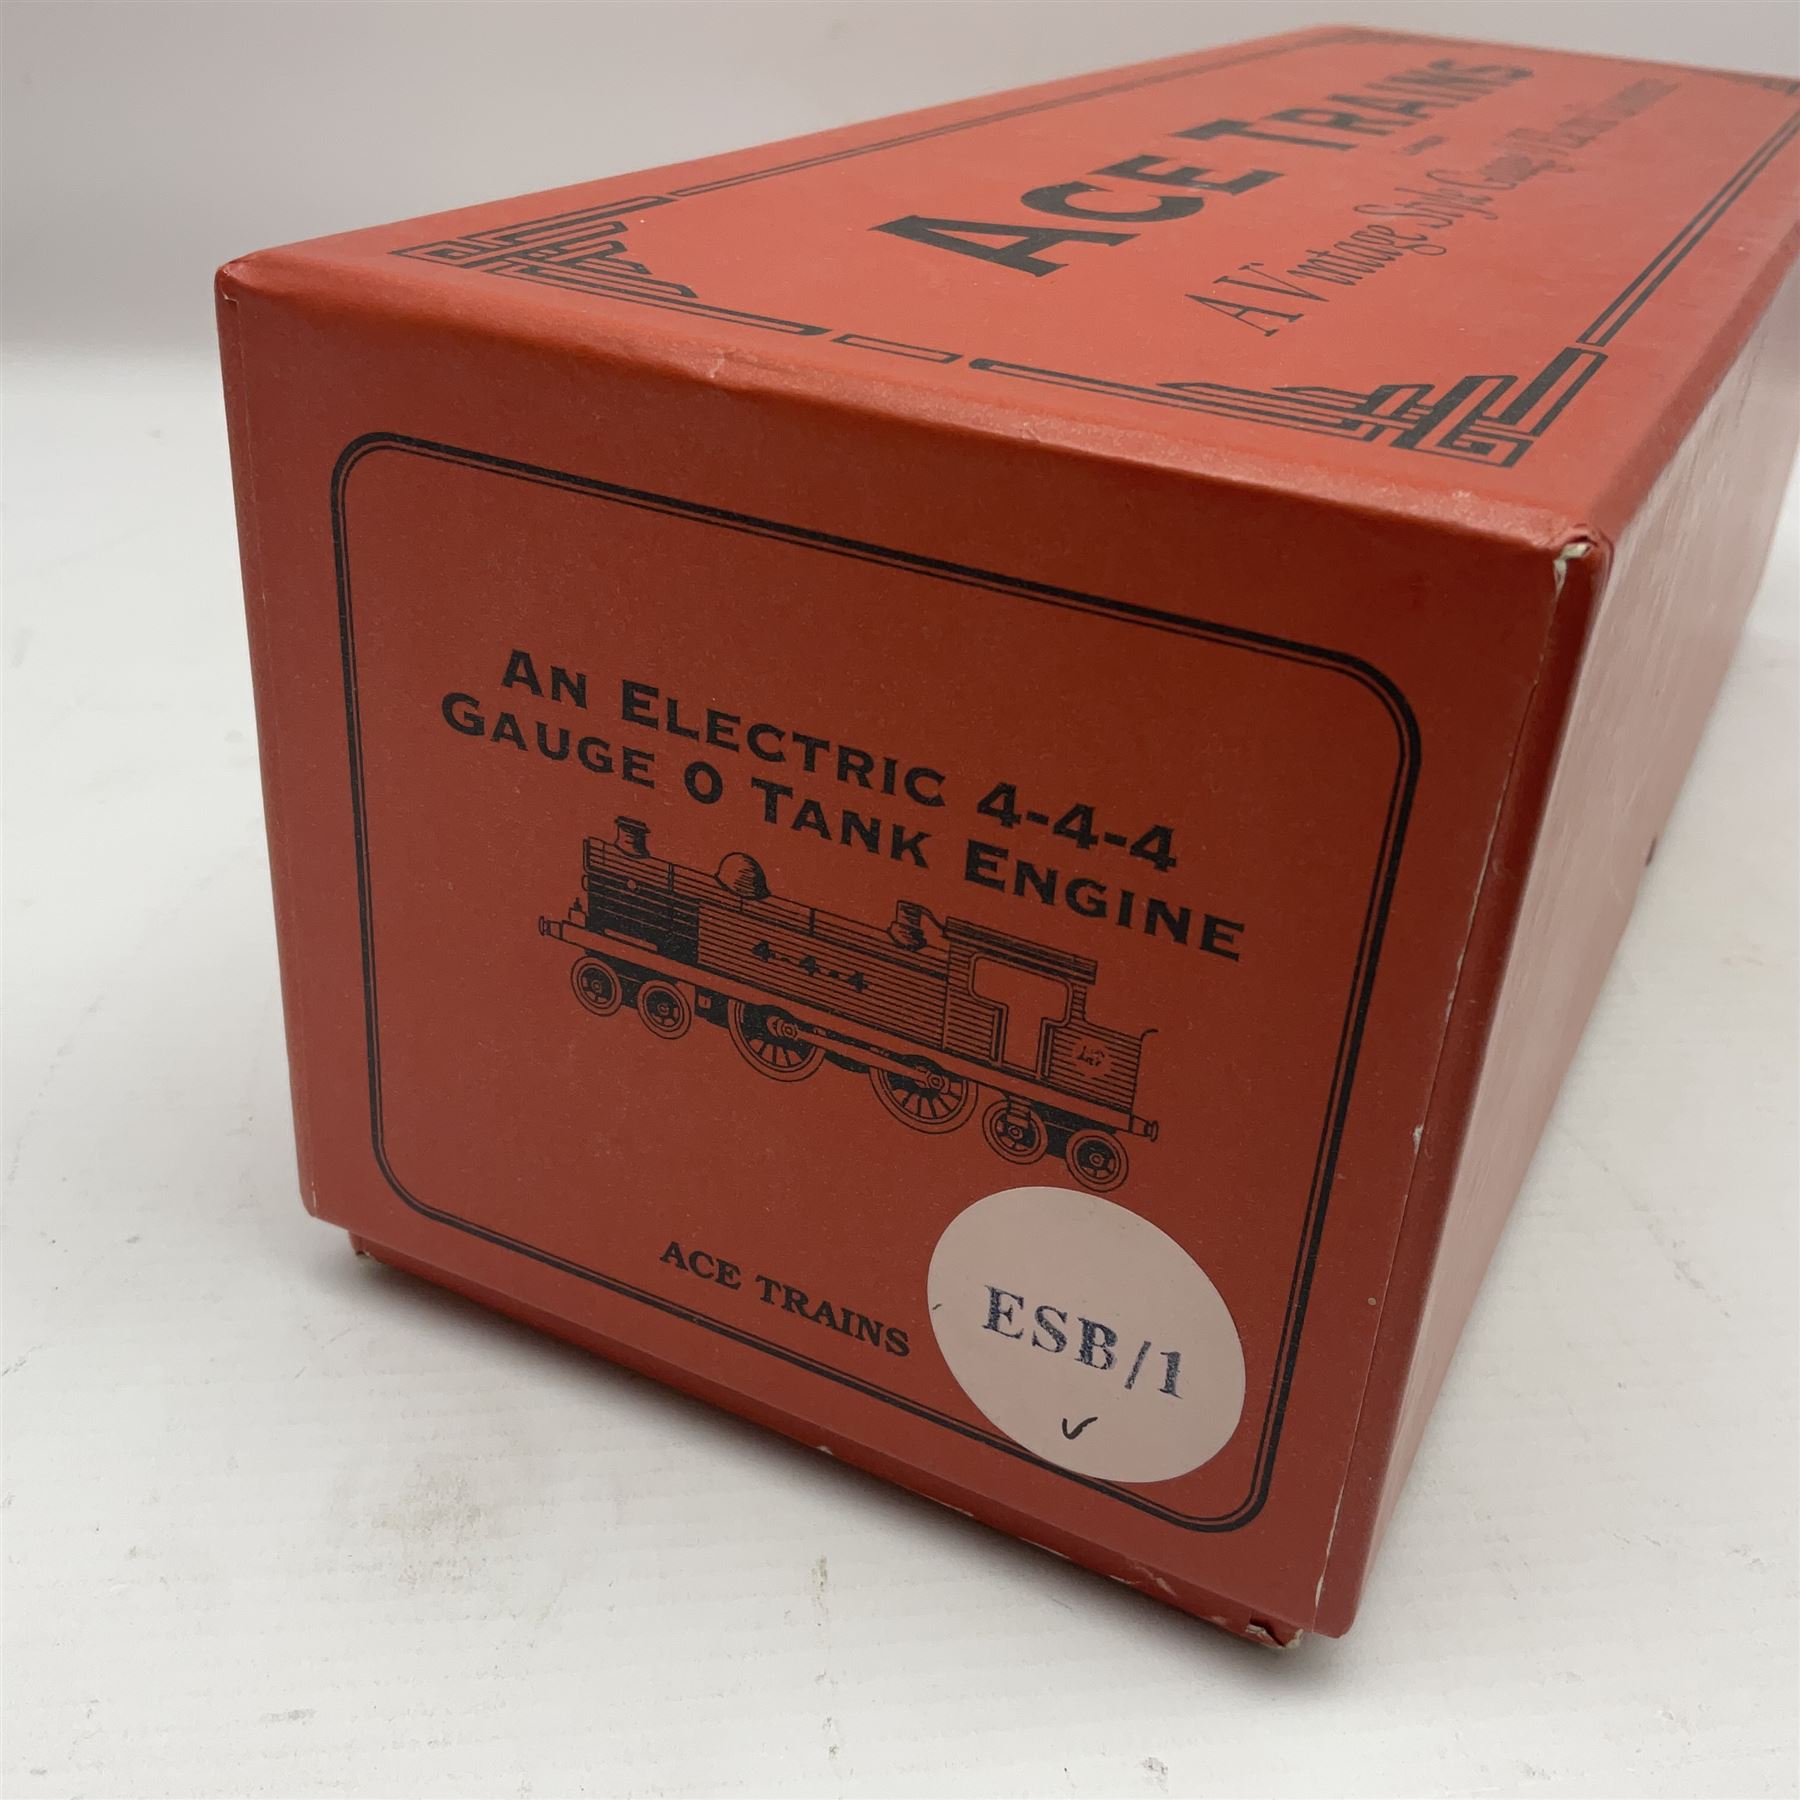 ACE TRAINS
A Vintage Style Gauge
AN ELECTRIC 4-4-4
GAUGE O TANK ENGINE
4-4-4
ACE TRAINS
ESB/1